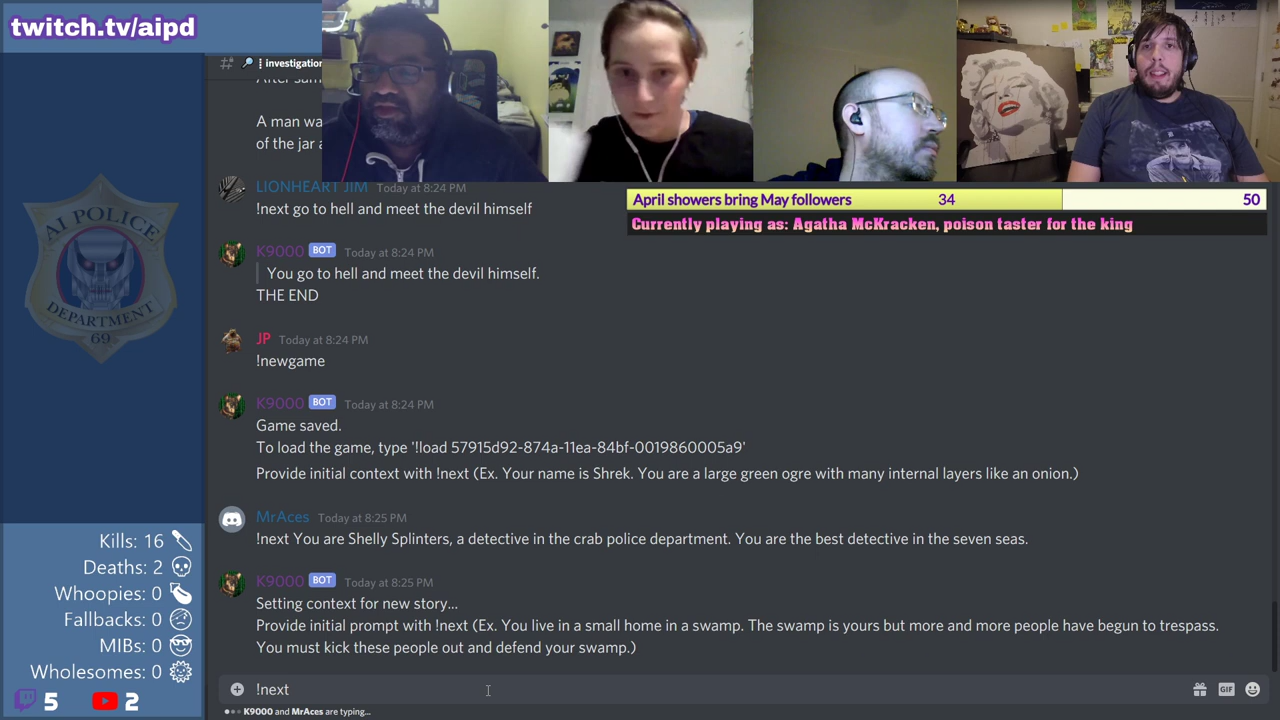 twitch.tv/aipd
investigation
After sam
A man wa
of the jar a
LIONHEART JIM Today at 8:24 PM
!next go to hell and meet the devil himself
April showers bring May followers 34 50
Currently playing as: Agatha McKracken, poison taster for the king
K9000 BOT Today at 8:24 PM
You go to hell and meet the devil himself.
THE END
JP Today at 8:24 PM
!newgame
K9000 BOT Today at 8:24 PM
Game saved.
To load the game, type '!load 57915d92-874a-11ea-84bf-0019860005a9'
Provide initial context with !next (Ex. Your name is Shrek. You are a large green ogre with many internal layers like an onion.)
MrAces Today at 8:25 PM
!next You are Shelly Splinters, a detective in the crab police department. You are the best detective in the seven seas.
K9000 BOT Today at 8:25 PM
Setting context for new story...
Provide initial prompt with !next (Ex. You live in a small home in a swamp. The swamp is yours but more and more people have begun to trespass.
You must kick these people out and defend your swamp.)
!next
GIF
K9000 and MrAces are typing...
AI POLICE
DEPARTMENT
69
Kills: 16
Deaths: 2
Whoopies: 0
Fallbacks: 0
MIBs: 0
Wholesomes: 0
5 2